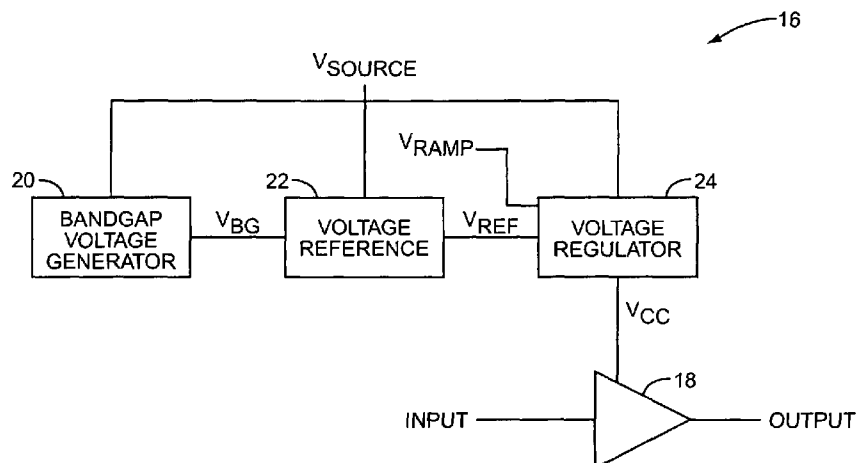 16
VSOURCE
VRAMP
20
22
24
BANDGAP
VOLTAGE
GENERATOR
VBG
VOLTAGE
REFERENCE
VREF
VOLTAGE
REGULATOR
VCC
18
INPUT
OUTPUT